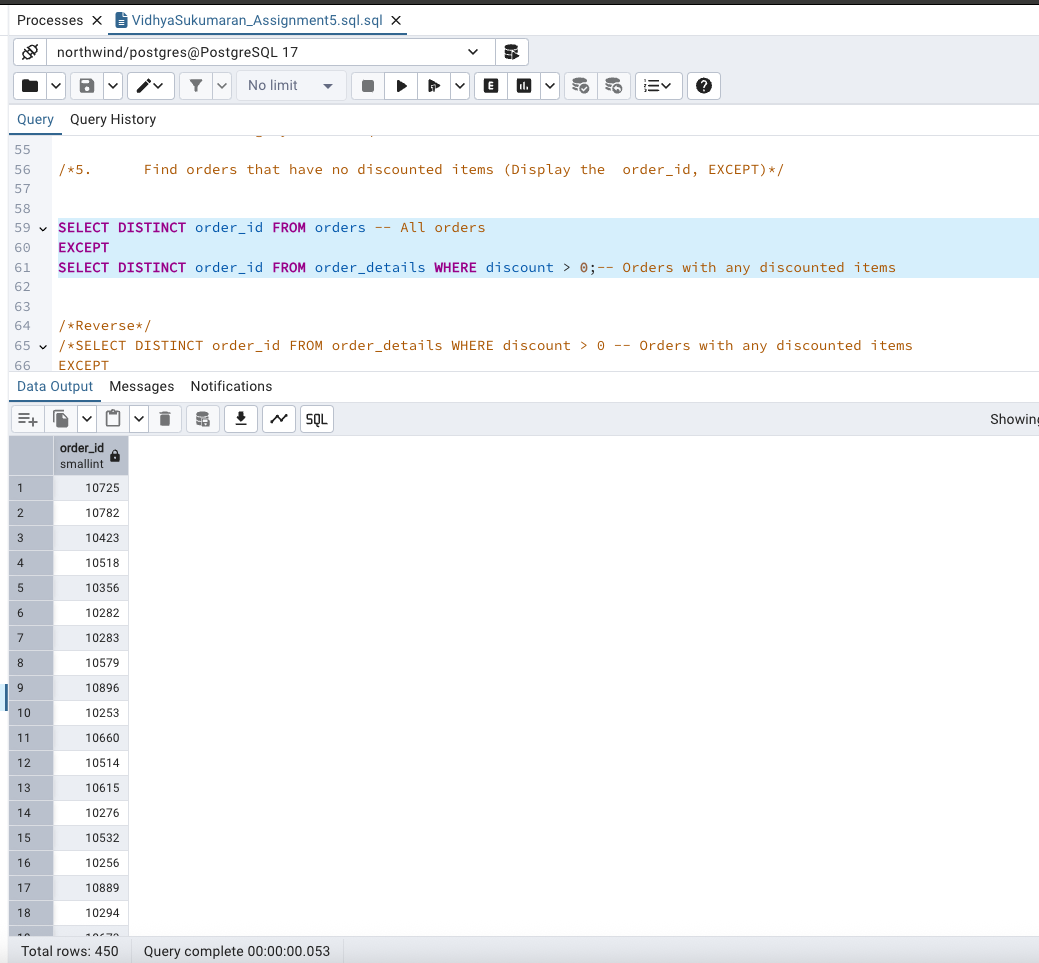 Processes
VidhyaSukumaran_Assignment5.sql.sql
northwind/postgres@PostgreSQL 17
No limit
E
Query
Query History
55
56 /*5. Find orders that have no discounted items (Display the order_id, EXCEPT)*/
57
58
59 SELECT DISTINCT order_id FROM orders -- All orders
60 EXCEPT
61 SELECT DISTINCT order_id FROM order_details WHERE discount > 0;-- Orders with any discounted items
62
63
64 /*Reverse*/
65 /*SELECT DISTINCT order_id FROM order_details WHERE discount > 0 -- Orders with any discounted items
66 EXCEPT
Data Output Messages Notifications
SQL
Showing
order_id
smallint
1 10725
2 10782
3 10423
4 10518
5 10356
6 10282
7 10283
8 10579
9 10896
10 10253
11 10660
12 10514
13 10615
14 10276
15 10532
16 10256
17 10889
18 10294
Total rows: 450 Query complete 00:00:00.053